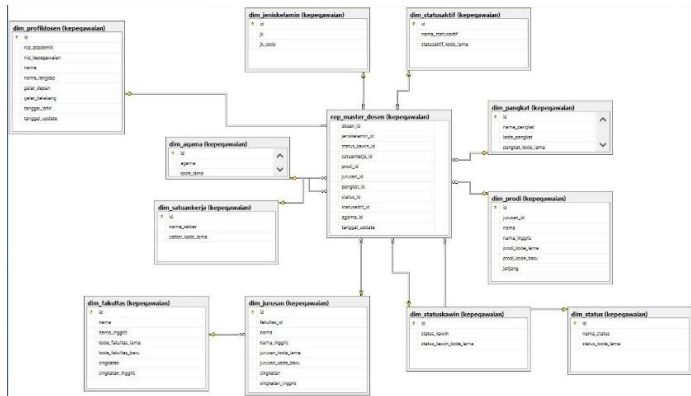 dim_profildosen (kepegawaian)
id
nip_akademik
nip_kepegawaian
nama
nama_lengkap
gelar_depan
gelar_belakang
tanggal_lahir
tanggal_update
dim_jeniskelamin (kepegawaian)
id
jk
jk_code
dim_statusaktif (kepegawaian)
id
nama_statusaktif
statusaktif_kode_lama
rep_master_dosen (kepegawaian)
dosen_id
jeniskelamin_id
status_kawin_id
satuankerja_id
prodi_id
jurusan_id
pangkat_id
status_id
statusaktif_id
agama_id
tanggal_update
dim_pangkat (kepegawaian)
id
nama_pangkat
kode_pangkat
pangkat_kode_lama
dim_agama (kepegawaian)
id
agama
kode_lama
dim_satuankerja (kepegawaian)
id
nama_satker
satker_kode_lama
dim_prodi (kepegawaian)
id
jurusan_id
nama
nama_inggris
prodi_kode_lama
prodi_kode_baru
jenjang
dim_fakultas (kepegawaian)
id
nama
nama_inggris
kode_fakultas_lama
kode_fakultas_baru
singkatan
singkatan_inggris
dim_jurusan (kepegawaian)
id
fakultas_id
nama
nama_inggris
jurusan_kode_lama
jurusan_kode_baru
singkatan
singkatan_inggris
dim_statuskawin (kepegawaian)
id
status_kawin
status_kawin_kode_lama
dim_status (kepegawaian)
id
nama_status
status_kode_lama